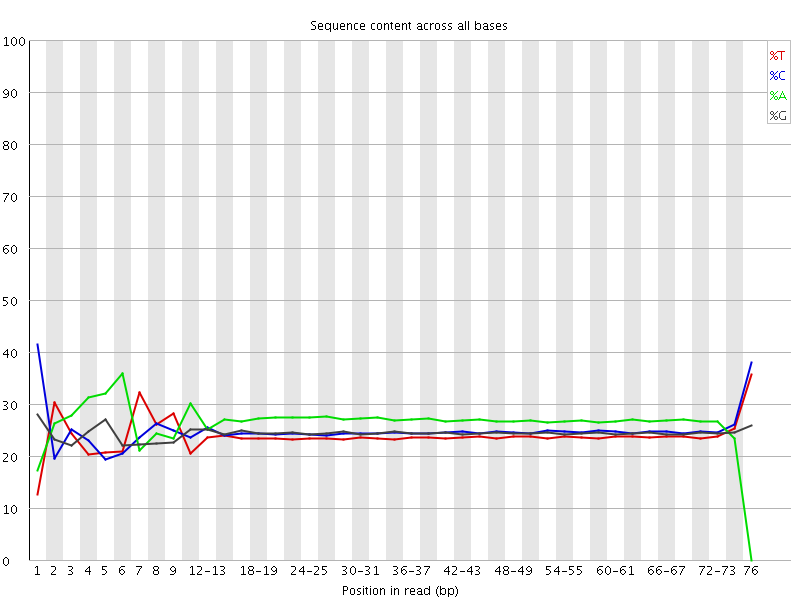 Sequence content across all bases
%T
%C
%A
%G
100
90
80
70
60
50
40
30
20
10
0
1 2 3 4 5 6 7 8 9 12-13 18-19 24-25 30-31 36-37 42-43 48-49 54-55 60-61 66-67 72-73 76
Position in read (bp)